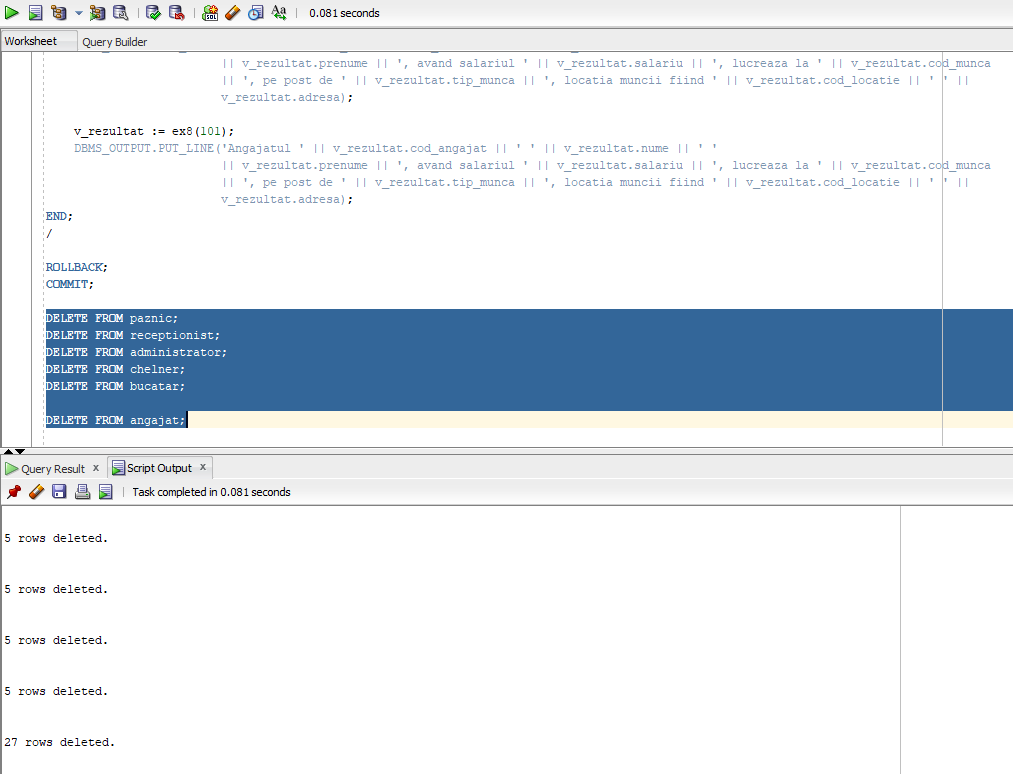 0.081 seconds
Worksheet
Query Builder
|| v_rezultat.prenume || ', avand salariul ' || v_rezultat.salariu || ', lucreaza la ' || v_rezultat.cod_munca
|| ', pe post de ' || v_rezultat.tip_munca || ', locatia muncii fiind ' || v_rezultat.cod_locatie || ' ' ||
v_rezultat.adresa);
v_rezultat := ex8(101);
DBMS_OUTPUT.PUT_LINE('Angajatul ' || v_rezultat.cod_angajat || ' ' || v_rezultat.nume || ' '
|| v_rezultat.prenume || ', avand salariul ' || v_rezultat.salariu || ', lucreaza la ' || v_rezultat.cod_munca
|| ', pe post de ' || v_rezultat.tip_munca || ', locatia muncii fiind ' || v_rezultat.cod_locatie || ' ' ||
v_rezultat.adresa);
END;
/
ROLLBACK;
COMMIT;
DELETE FROM paznic;
DELETE FROM receptionist;
DELETE FROM administrator;
DELETE FROM chelner;
DELETE FROM bucatar;
DELETE FROM angajat;
Query Result x
Script Output x
Task completed in 0.081 seconds
5 rows deleted.
5 rows deleted.
5 rows deleted.
5 rows deleted.
27 rows deleted.